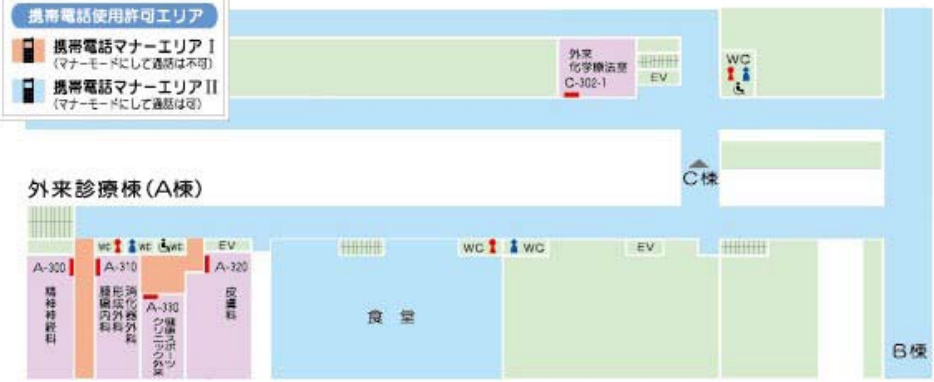 携帯電話使用許可エリア
携帯電話マナーエリアⅠ
(マナーモードにして通話は不可)
携帯電話マナーエリアⅡ
(マナーモードにして通話は可)
外来
化学療法室
C-302-1
EV
WC
C棟
外来診療棟(A棟)
WC
WC
WC
EV
WC
WC
EV
A-300
精神神経科
A-310
消化器外科
形成外科
腫瘍内科
A-330
健康スポーツ
クリニック外来
A-320
皮膚科
食堂
B棟